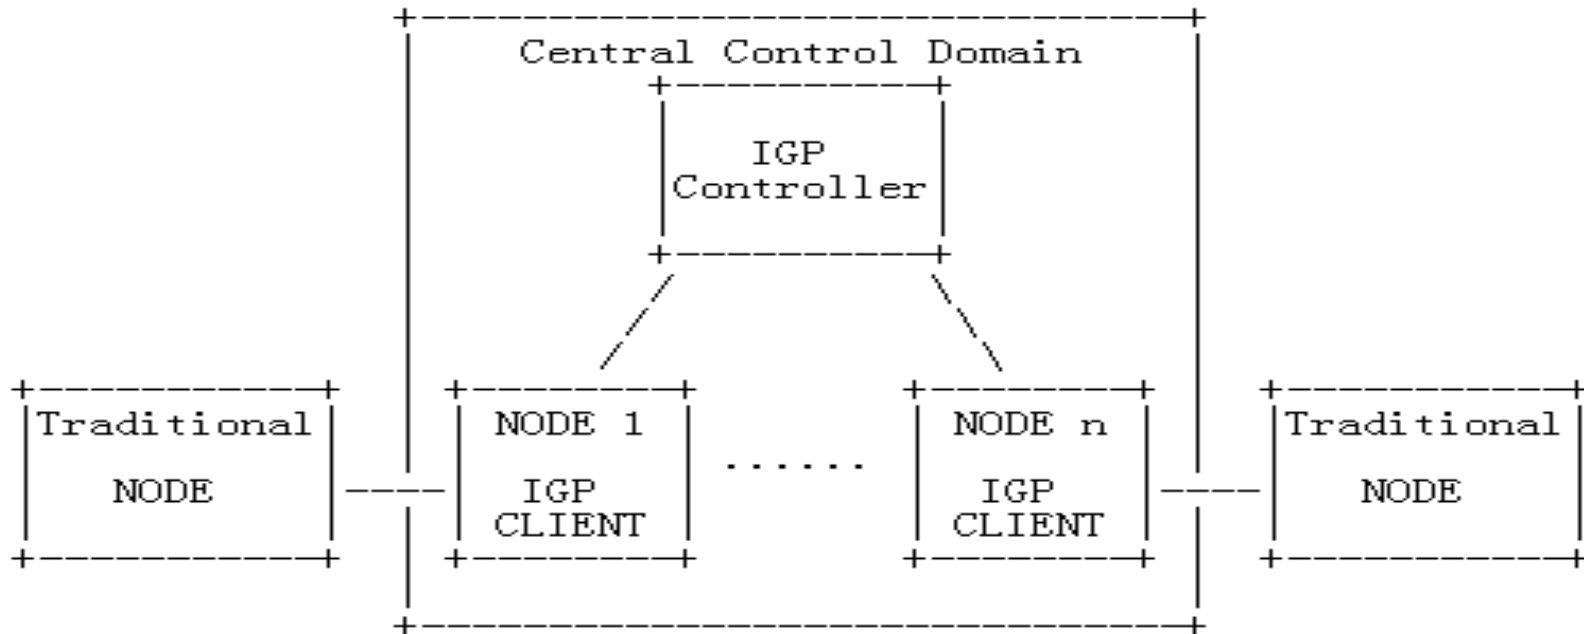 Central Control Domain
IGP
Controller
Traditional
NODE
NODE 1
IGP
CLIENT
......
NODE n
IGP
CLIENT
Traditional
NODE